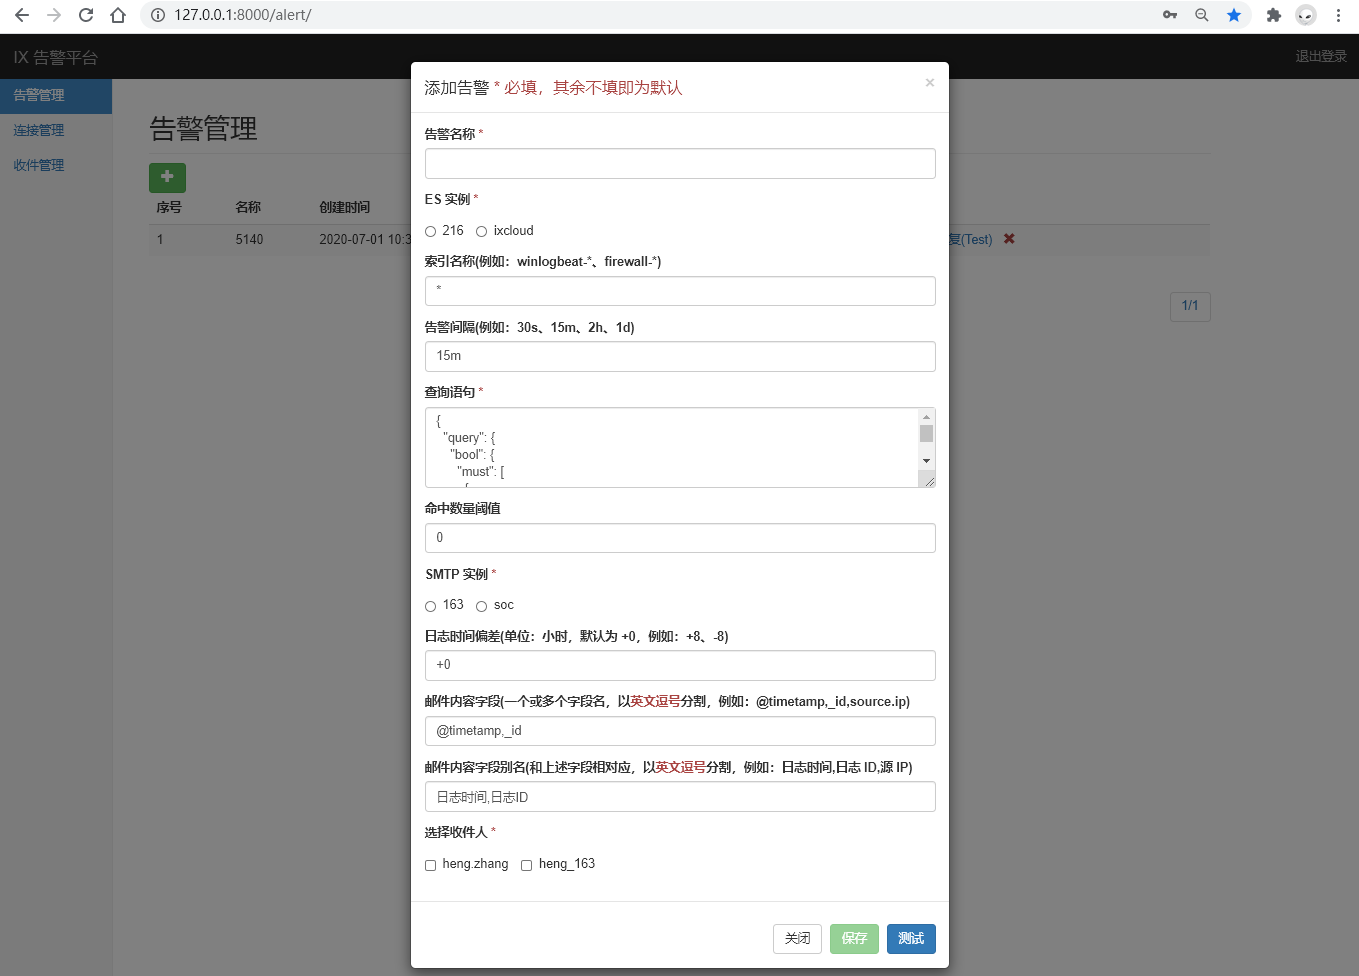 127.0.0.1:8000/alert/
IX 告警平台
退出登录
告警管理
连接管理
收件管理
告警管理
序号 名称 创建时间
1 5140 2020-07-01 10:3
复(Test)
1/1
添加告警 * 必填，其余不填即为默认
×
告警名称 *
ES 实例 *
216 ixcloud
索引名称(例如：winlogbeat-*、firewall-*)
*
告警间隔(例如：30s、15m、2h、1d)
15m
查询语句 *
{
"query": {
"bool": {
"must": [
{
命中数量阈值
0
SMTP 实例 *
163 soc
日志时间偏差(单位：小时，默认为 +0，例如：+8、-8)
+0
邮件内容字段(一个或多个字段名，以英文逗号分割，例如：@timetamp,_id,source.ip)
@timetamp,_id
邮件内容字段别名(和上述字段相对应，以英文逗号分割，例如：日志时间,日志 ID,源 IP)
日志时间,日志ID
选择收件人 *
heng.zhang heng_163
关闭 保存 测试